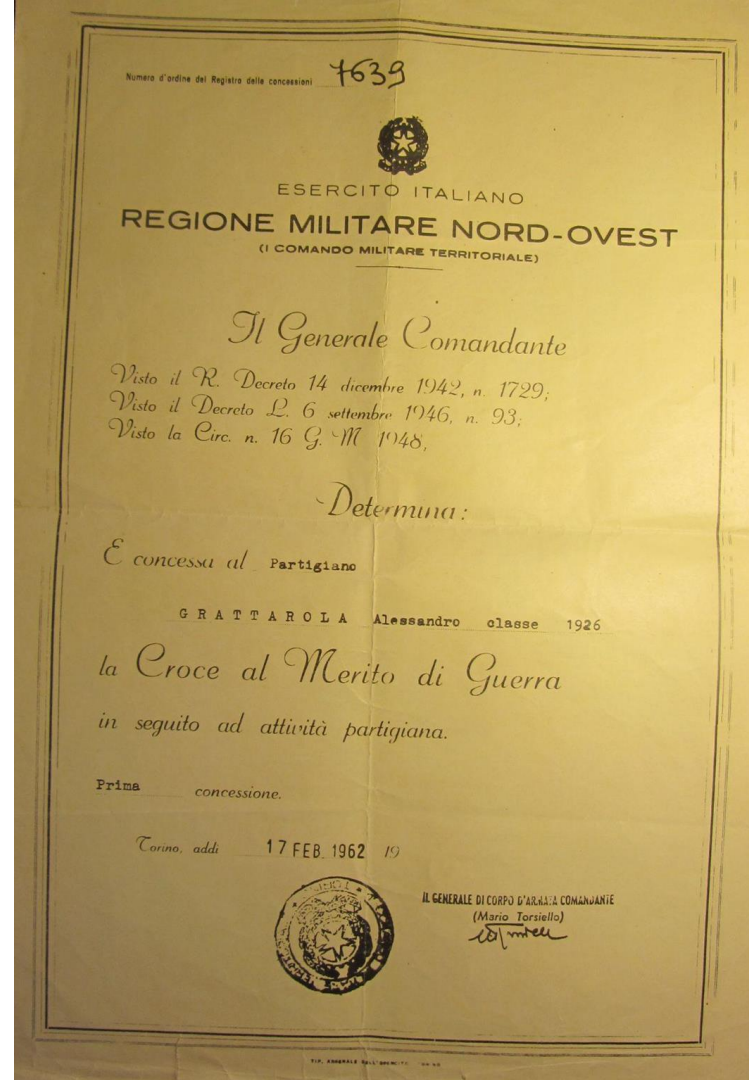 Numero d'ordine del Registro delle concessioni 7639
ESERCITO ITALIANO
REGIONE MILITARE NORD-OVEST
(I COMANDO MILITARE TERRITORIALE)
Il Generale Comandante
Visto il R. Decreto 14 dicembre 1942, n. 1729;
Visto il Decreto L. 6 settembre 1946, n. 93;
Visto la Circ. n. 16 G. M 1948,
Determina:
È concessa al Partigiano
GRATTAROLA Alessandro classe 1926
la Croce al Merito di Guerra
in seguito ad attività partigiana.
Prima concessione.
Torino, addì 17 FEB. 1962 19
IL GENERALE DI CORPO D'ARMATA COMANDANTE
(Mario Torsiello)